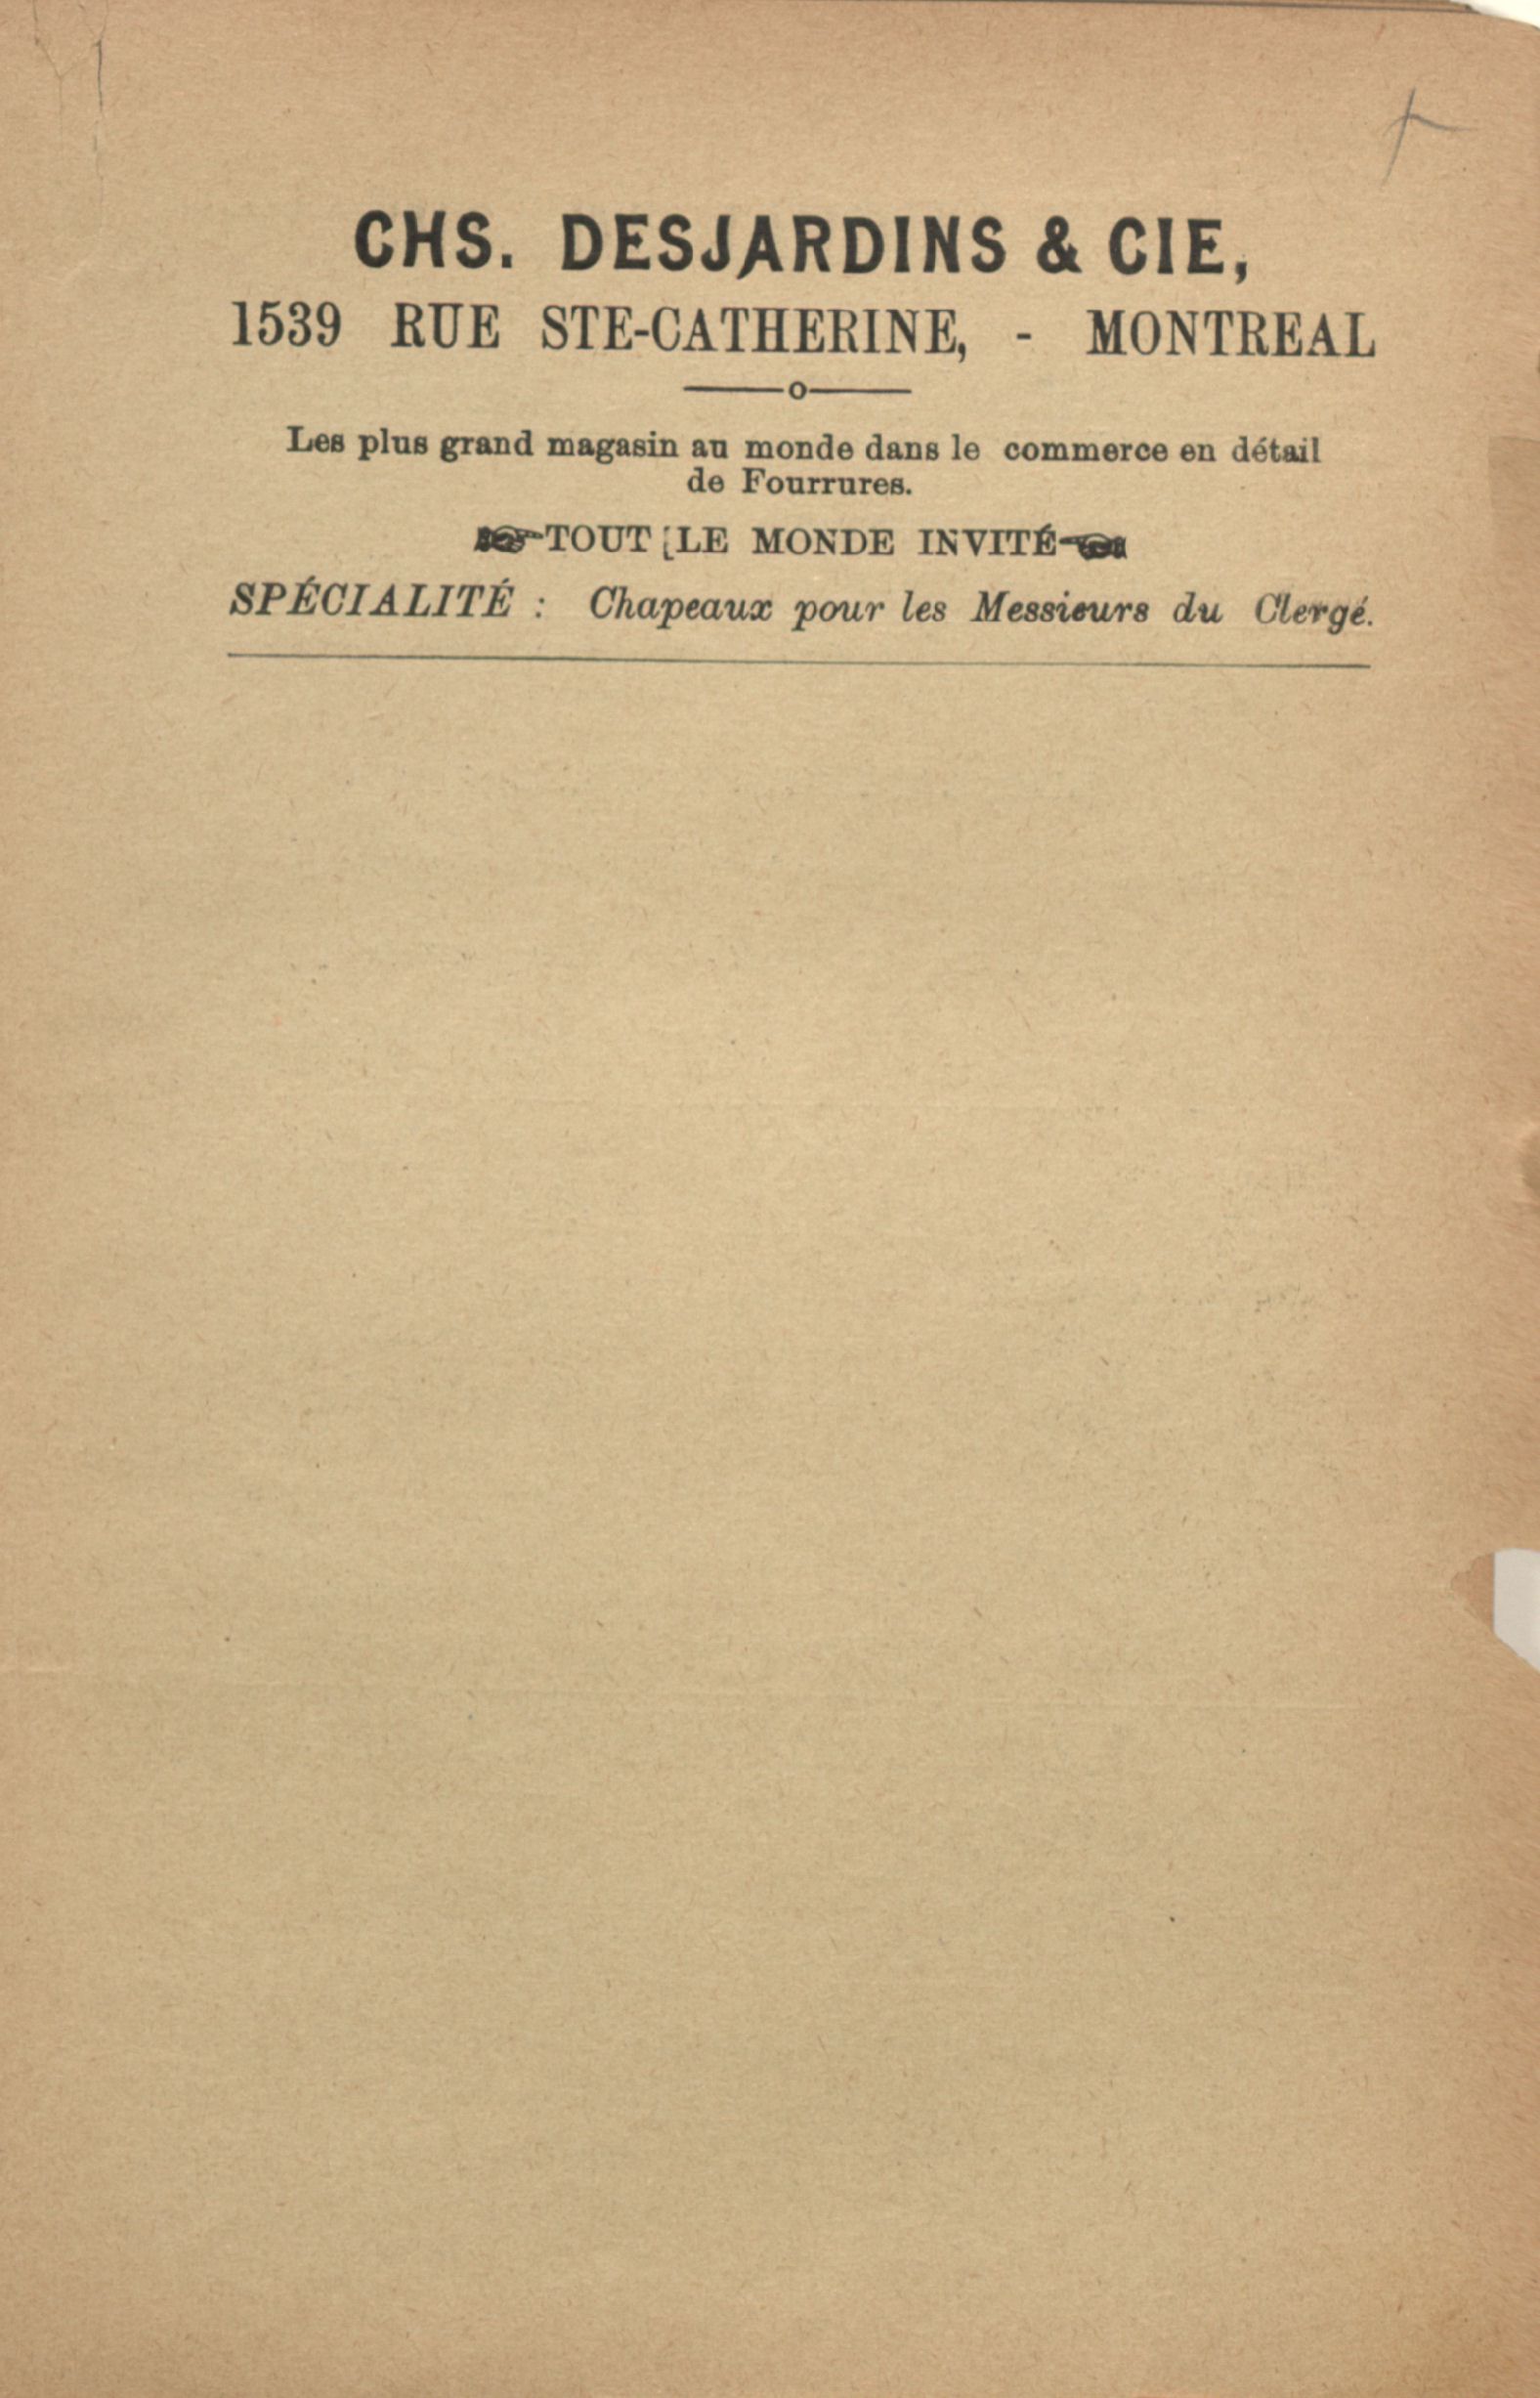 CHS. DESJARDINS & CIE,
1539 RUE STE-CATHERINE, - MONTREAL
Les plus grand magasin au monde dans le commerce en détail
de Fourrures.
TOUT [LE MONDE INVITÉ
SPÉCIALITÉ : Chapeaux pour les Messieurs du Clergé.